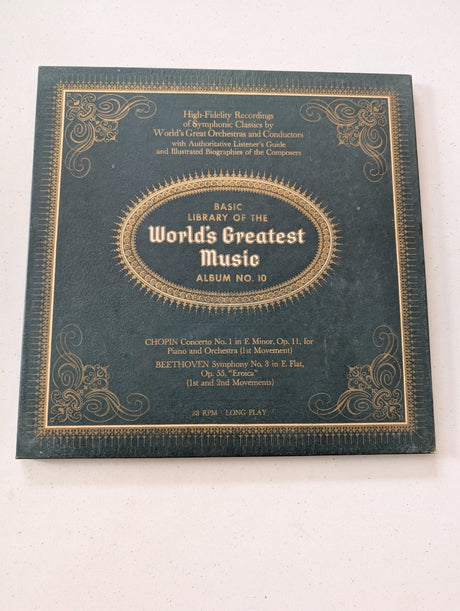 High-Fidelity Recordings
of Symphonic Classics by
World's Great Orchestras and Conductors
with Authoritative Listener's Guide
and Illustrated Biographies of the Composers
BASIC
LIBRARY OF THE
World's Greatest
Music
ALBUM NO. 10
CHOPIN Concerto No. 1 in E Minor, Op. 11, for
Piano and Orchestra (1st Movement)
BEETHOVEN Symphony No. 3 in E Flat,
Op. 55, "Eroica"
(1st and 2nd Movements)
33 RPM LONG PLAY